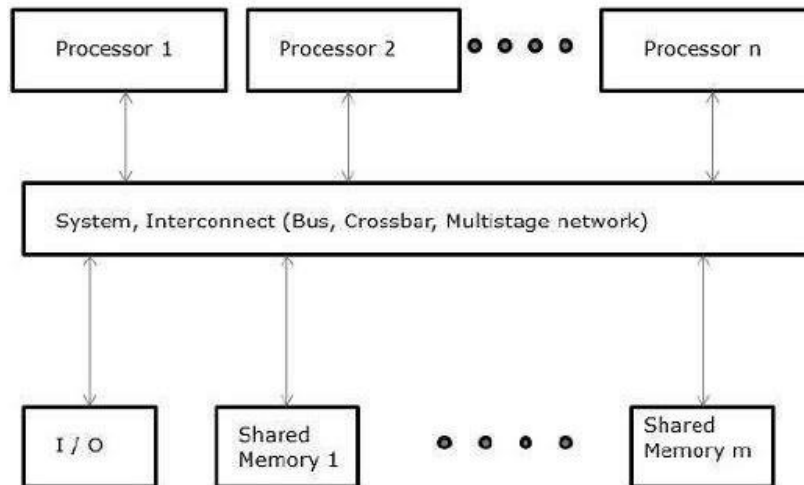 Processor 1
Processor 2
Processor n
System, Interconnect (Bus, Crossbar, Multistage network)
I / O
Shared
Memory 1
Shared
Memory m